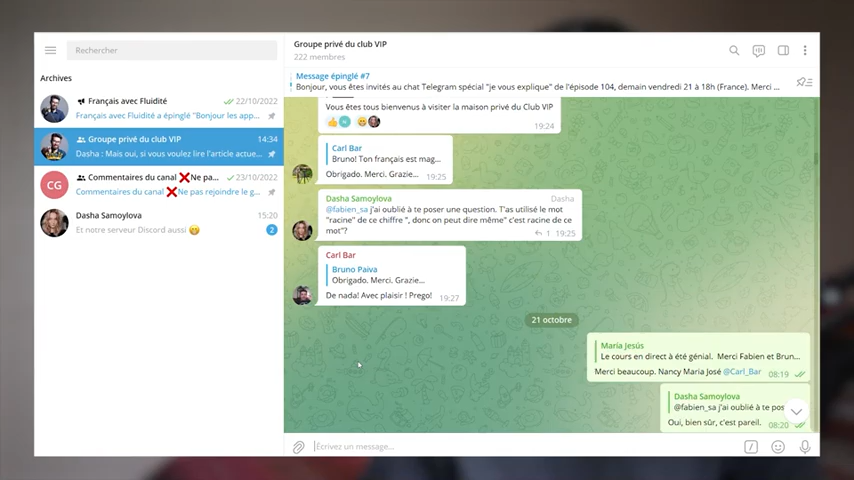 Rechercher
Archives
Français avec Fluidité
22/10/2022
Français avec Fluidité a épinglé "Bonjour les app...
Groupe privé du club VIP
14:34
Dasha : Mais oui, si vous voulez lire l'article actue...
CG
Commentaires du canal ❌Ne pa...
23/10/2022
Commentaires du canal ❌Ne pas rejoindre le g...
Dasha Samoylova
15:20
Et notre serveur Discord aussi 😋
2
Groupe privé du club VIP
222 membres
Message épinglé #7
Bonjour, vous êtes invités au chat Telegram spécial "je vous explique" de l'épisode 104, demain vendredi 21 à 18h (France). Merci ...
Vous êtes tous bienvenus à visiter la maison privé du Club VIP
19:24
Carl Bar
Bruno! Ton français est mag...
Obrigado. Merci. Grazie...
19:25
Dasha Samoylova
Dasha
@fabien_sa j'ai oublié à te poser une question. T'as utilisé le mot
"racine" de ce chiffre ", donc on peut dire même" c'est racine de ce
mot"?
1 19:25
Carl Bar
Bruno Paiva
Obrigado. Merci. Grazie...
De nada! Avec plaisir ! Prego!
19:27
21 octobre
Maria Jesús
Le cours en direct à été génial. Merci Fabien et Brun...
Merci beaucoup. Nancy Maria José @Carl_Bar
08:19
Dasha Samoylova
@fabien_sa j'ai oublié à te pos
Oui, bien sûr, c'est pareil.
08:20
Écrivez un message...